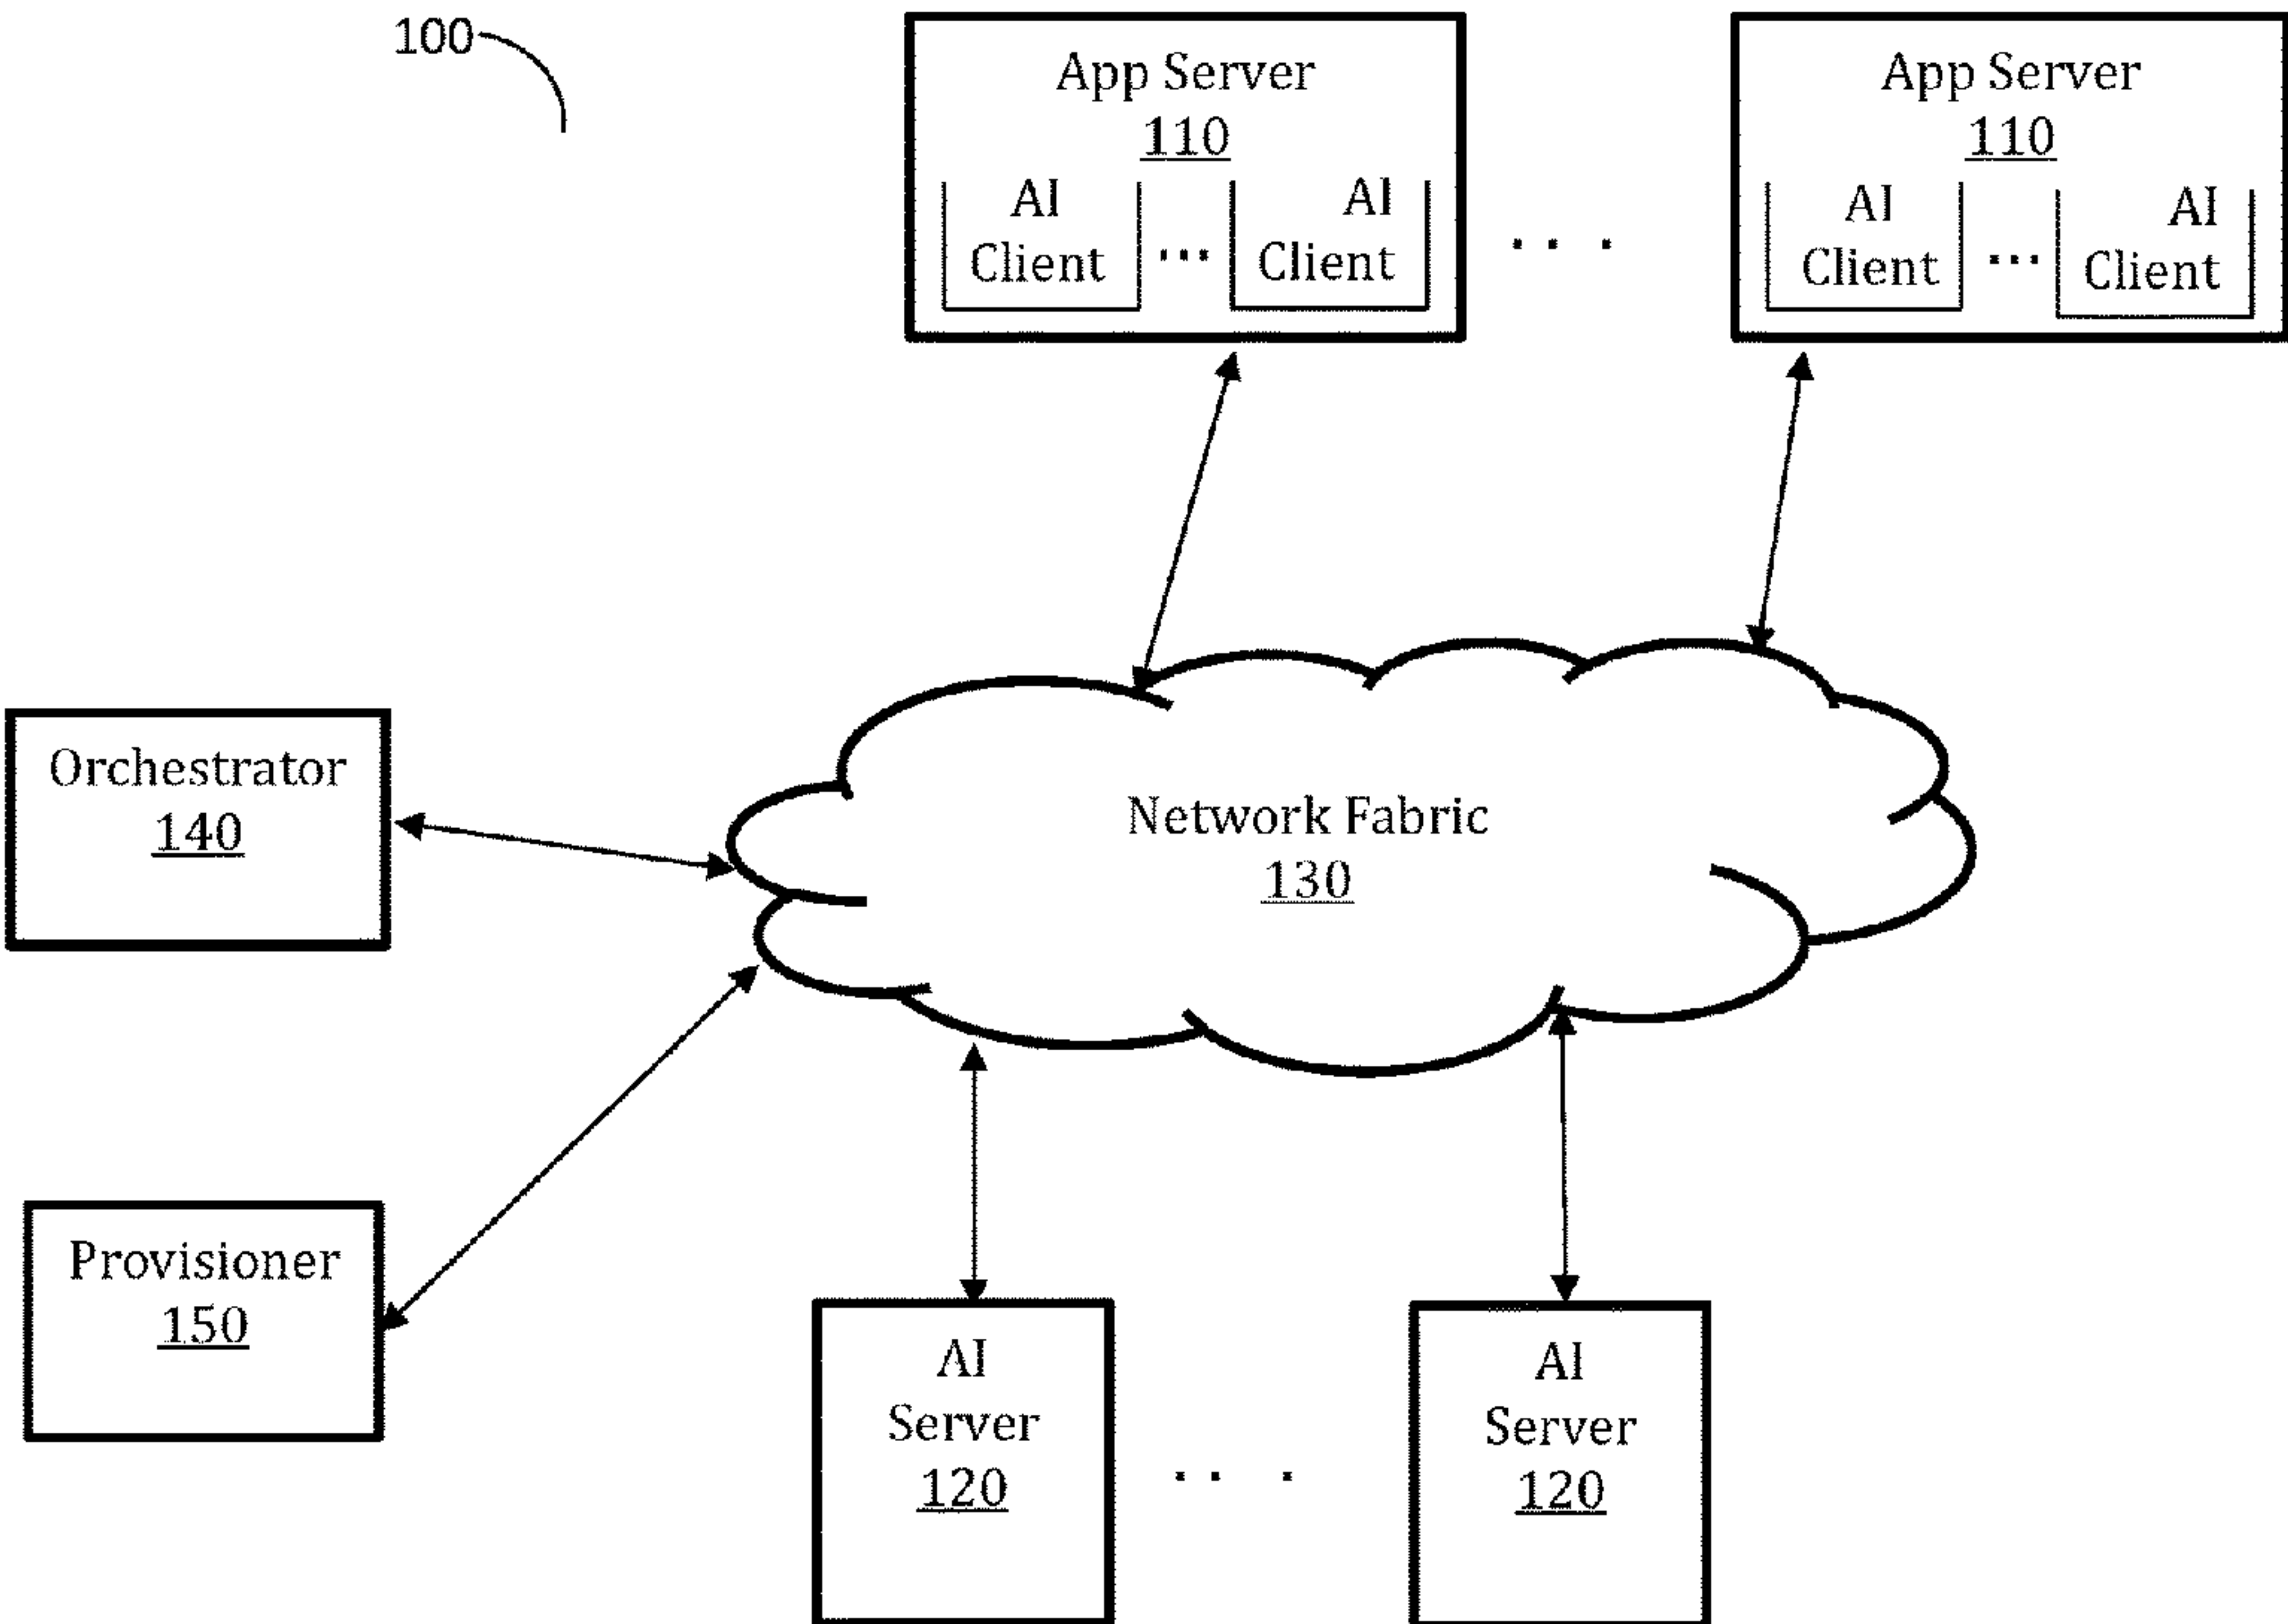 100
App Server
110
AI
Client
...
AI
Client
. . .
App Server
110
AI
Client
...
AI
Client
Orchestrator
140
Network Fabric
130
Provisioner
150
AI
Server
120
. . .
AI
Server
120